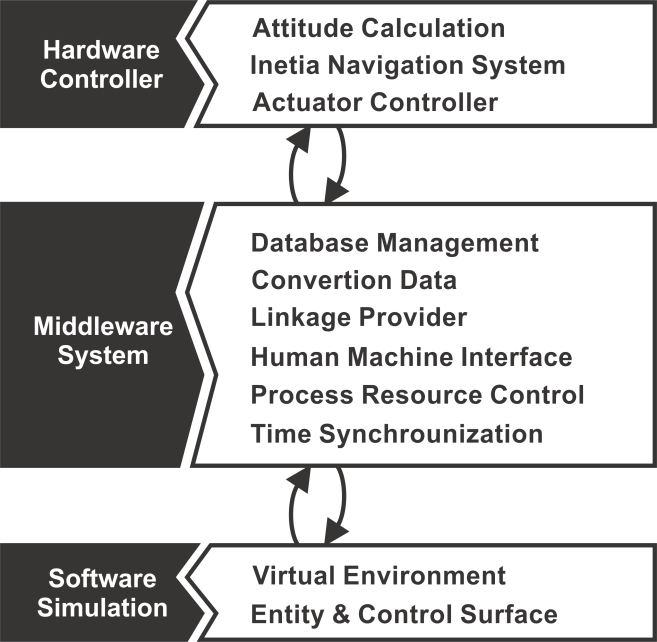 Hardware
Controller
Attitude Calculation
Inetia Navigation System
Actuator Controller
Middleware
System
Database Management
Convertion Data
Linkage Provider
Human Machine Interface
Process Resource Control
Time Synchrounization
Software
Simulation
Virtual Environment
Entity & Control Surface